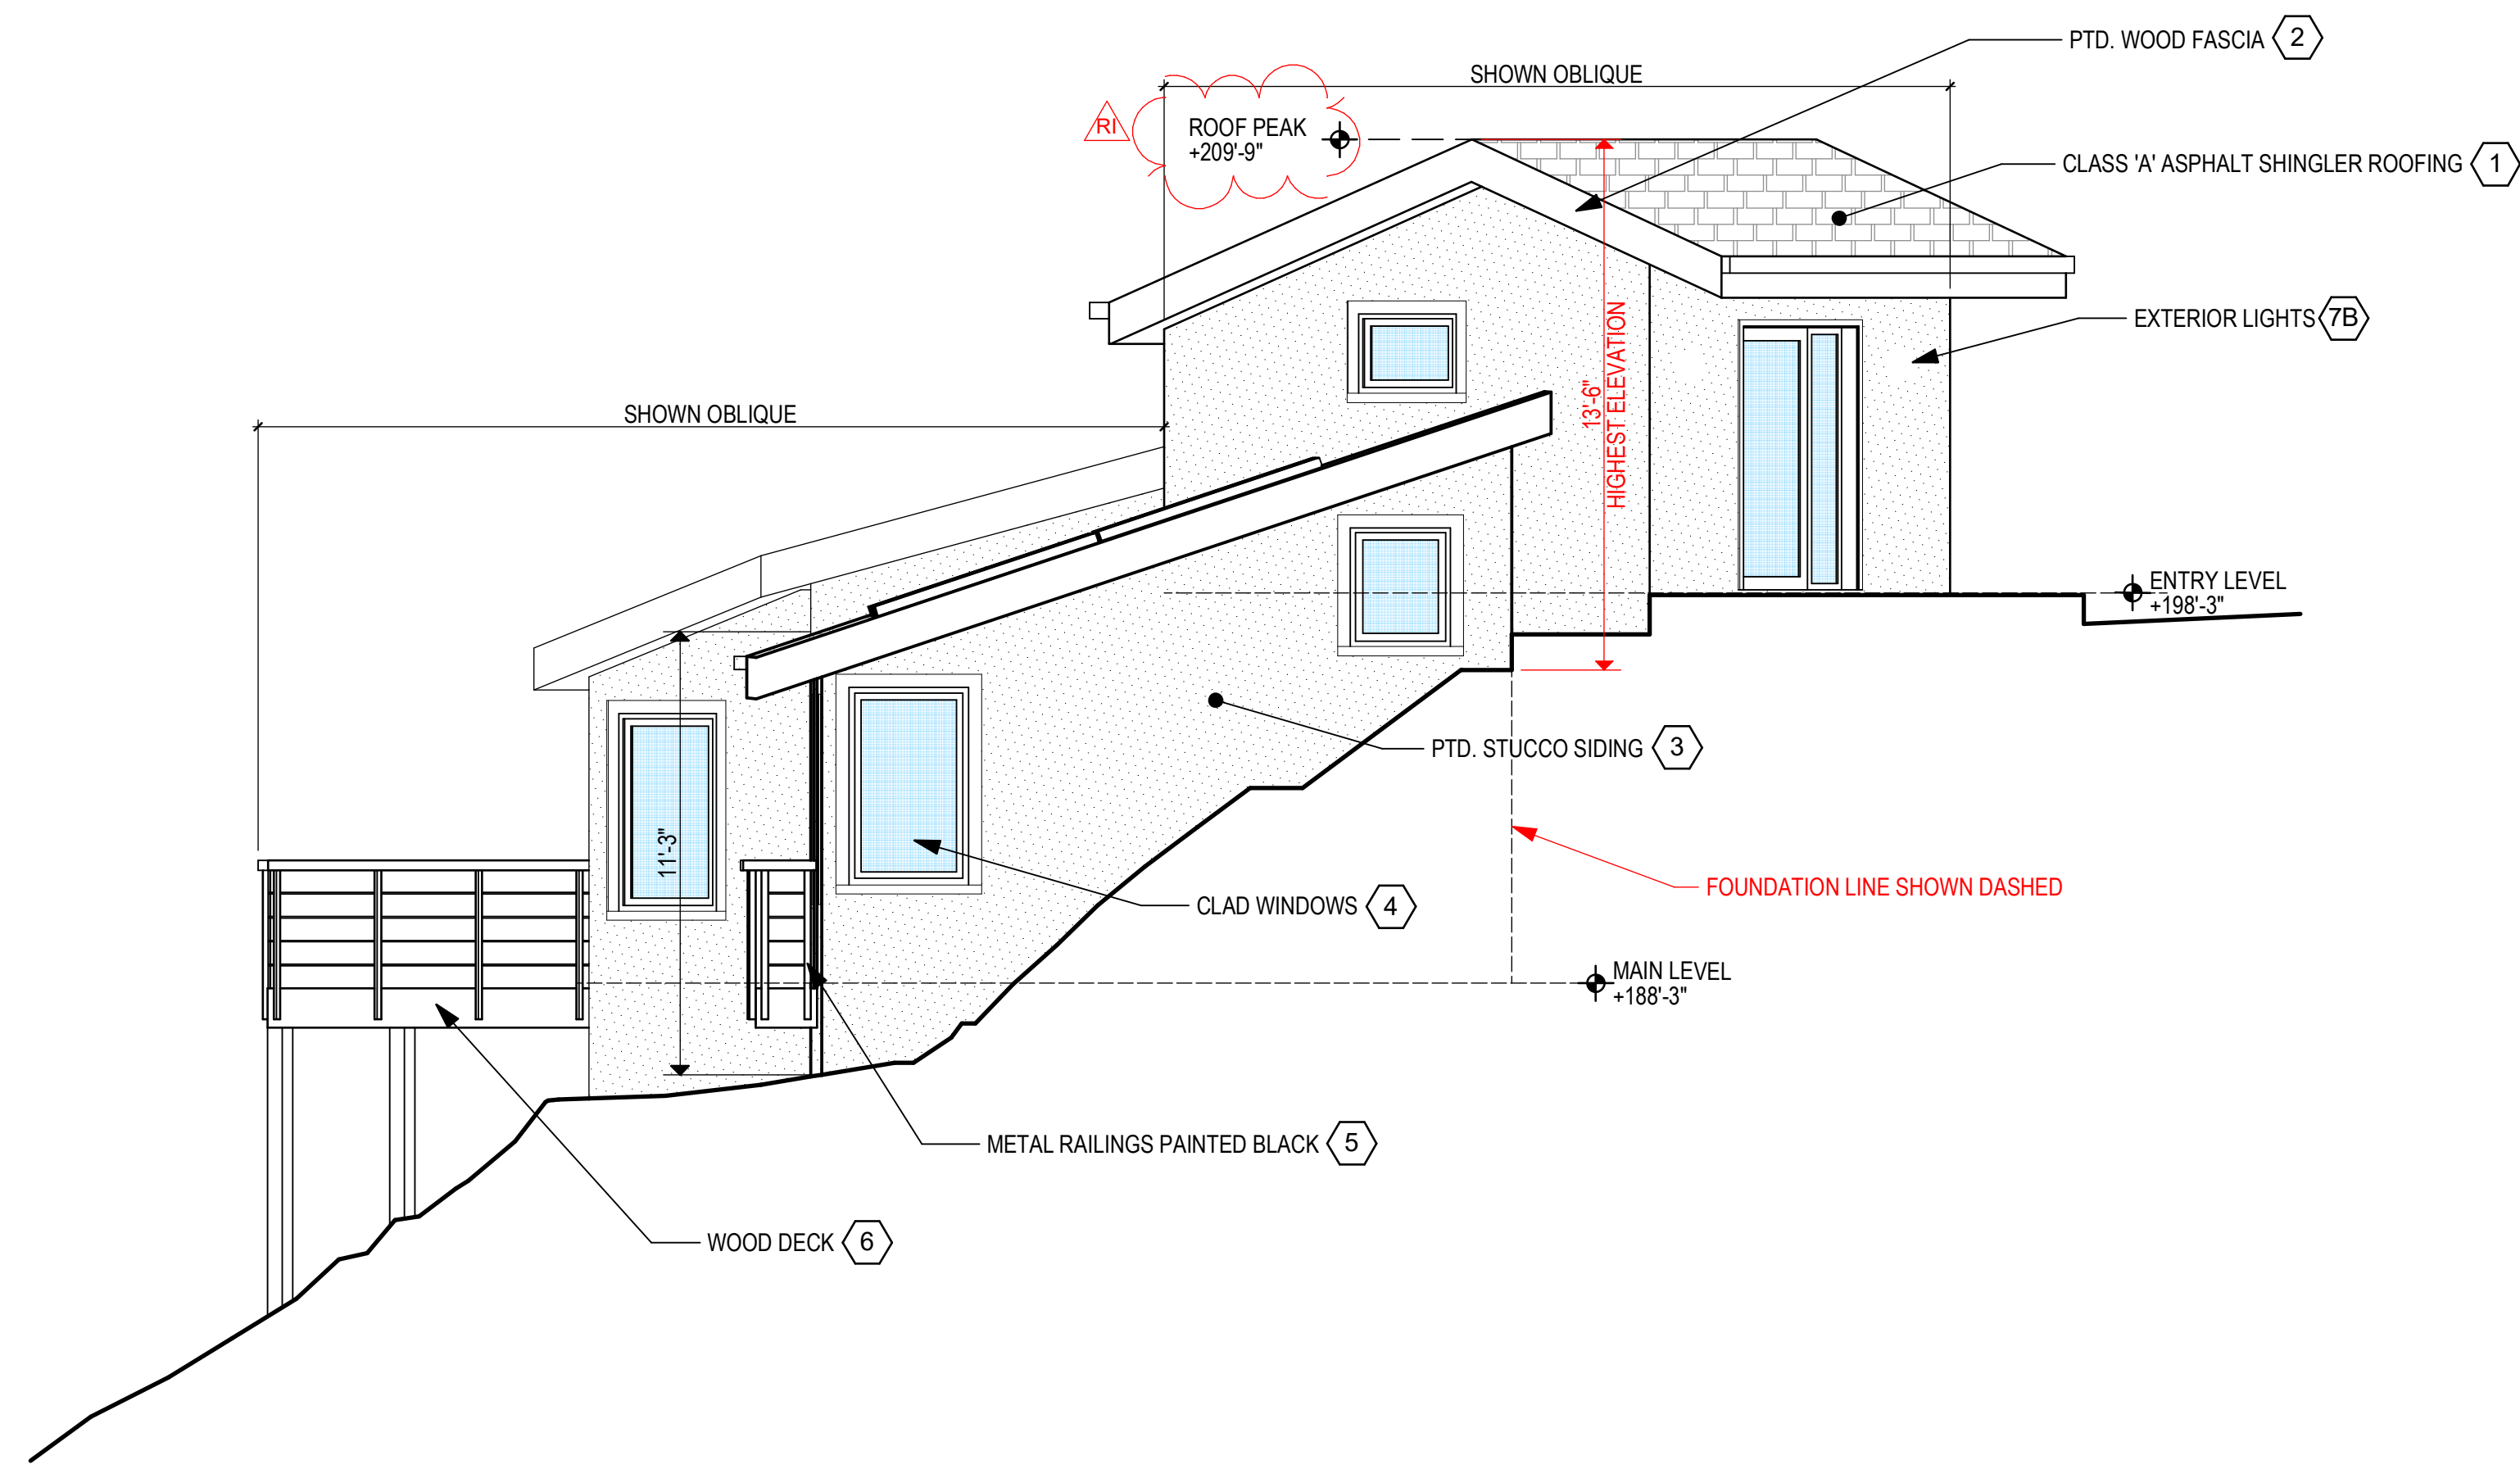 PTD. WOOD FASCIA 2
SHOWN OBLIQUE
RI
ROOF PEAK
+209'-9"
CLASS 'A' ASPHALT SHINGLER ROOFING 1
EXTERIOR LIGHTS 7B
13'-6"
HIGHEST ELEVATION
SHOWN OBLIQUE
ENTRY LEVEL
+198'-3"
PTD. STUCCO SIDING 3
11'-3"
FOUNDATION LINE SHOWN DASHED
CLAD WINDOWS 4
MAIN LEVEL
+188'-3"
METAL RAILINGS PAINTED BLACK 5
WOOD DECK 6